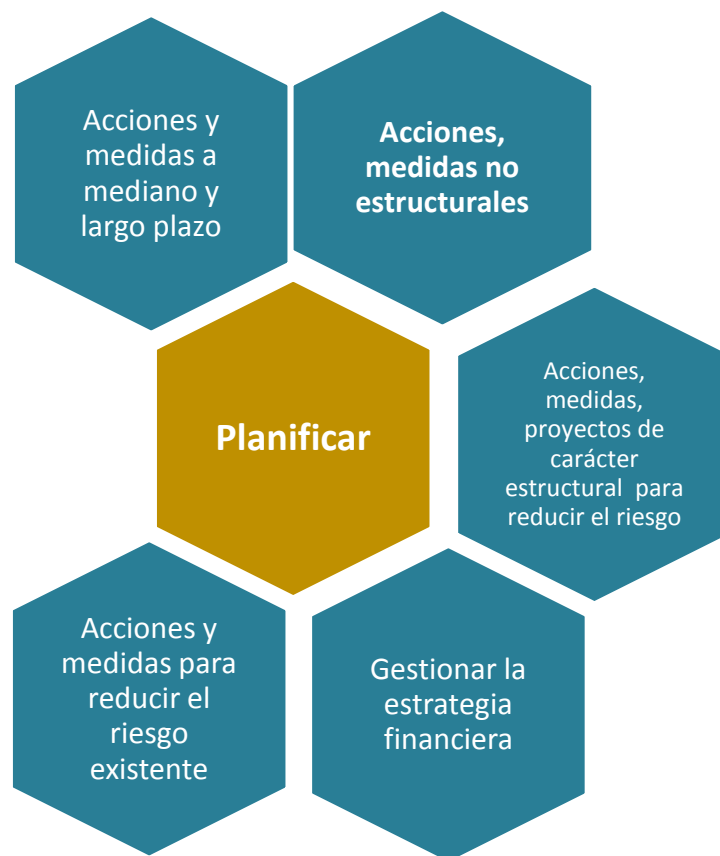 Acciones y
medidas a
mediano y
largo plazo
Acciones,
medidas no
estructurales
Planificar
Acciones,
medidas,
proyectos de
carácter
estructural para
reducir el riesgo
Acciones y
medidas para
reducir el
riesgo
existente
Gestionar la
estrategia
financiera